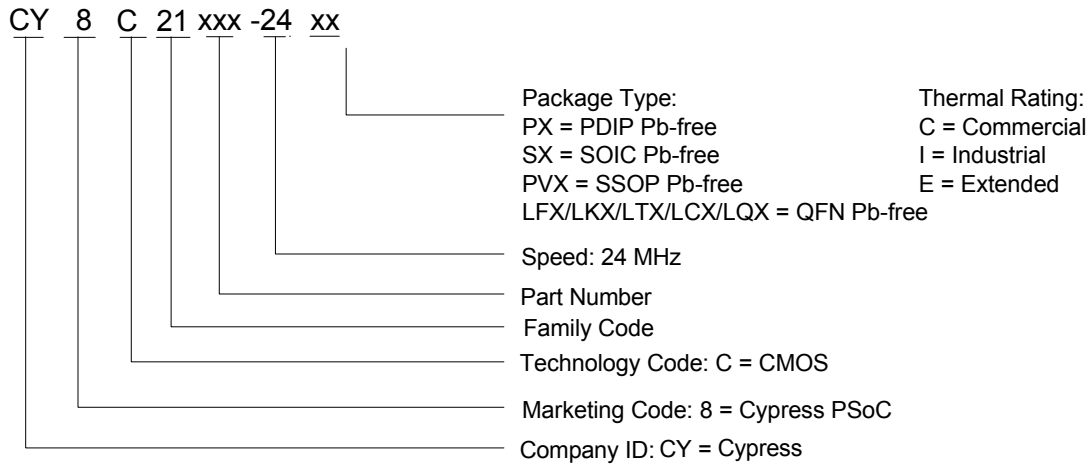 CY 8 C 21 xxx -24 xx
Package Type: Thermal Rating:
PX = PDIP Pb-free C = Commercial
SX = SOIC Pb-free I = Industrial
PVX = SSOP Pb-free E = Extended
LFX/LKX/LTX/LCX/LQX = QFN Pb-free
Speed: 24 MHz
Part Number
Family Code
Technology Code: C = CMOS
Marketing Code: 8 = Cypress PSoC
Company ID: CY = Cypress